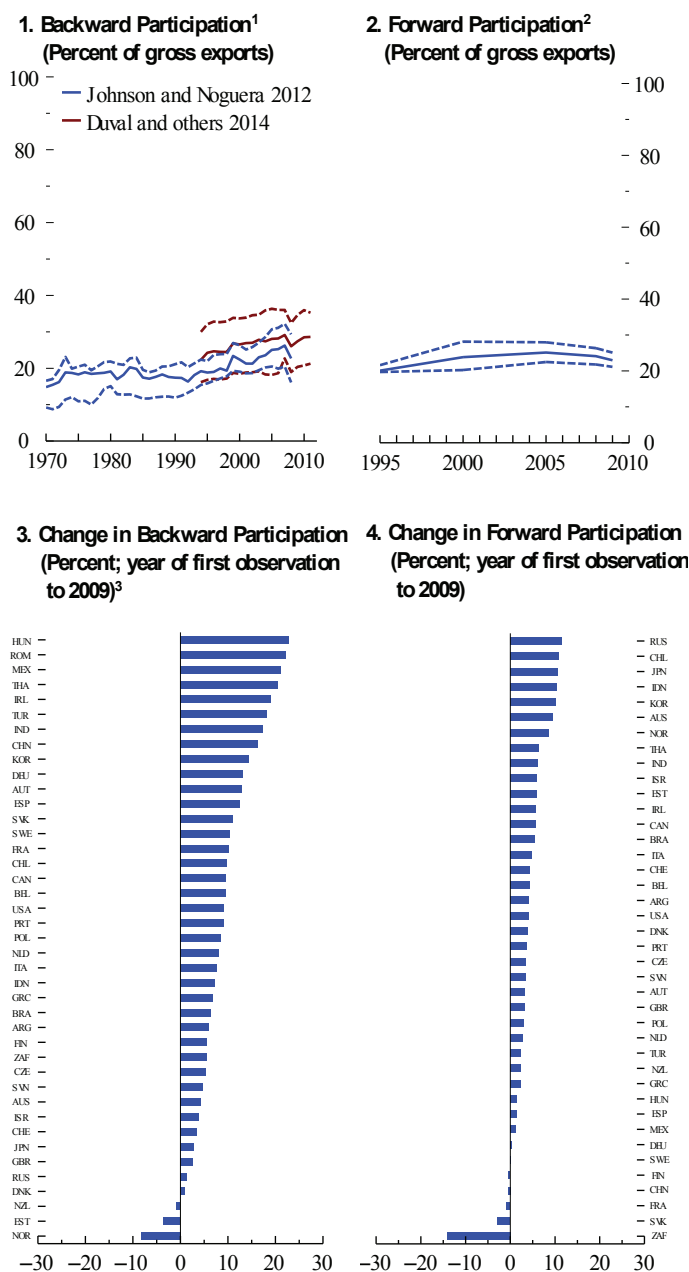 1. Backward Participation¹
(Percent of gross exports)
100
80
60
40
20
0
Johnson and Noguera 2012
Duval and others 2014
1970
1980
1990
2000
2010
2. Forward Participation²
(Percent of gross exports)
100
80
60
40
20
0
1995
2000
2005
2010
3. Change in Backward Participation
(Percent; year of first observation
to 2009)³
HUN
ROM
MEX
THA
IRL
TUR
IND
CHN
KOR
DEU
AUT
ESP
SVK
SWE
FRA
CHL
CAN
BEL
USA
PRT
POL
NLD
ITA
IDN
GRC
BRA
ARG
FIN
ZAF
CZE
SVN
AUS
ISR
CHE
JPN
GBR
RUS
DNK
NZL
EST
NOR
−30 −20 −10 0 10 20 30
4. Change in Forward Participation
(Percent; year of first observation
to 2009)
RUS
CHL
JPN
IDN
KOR
AUS
NOR
THA
IND
ISR
EST
IRL
CAN
BRA
ITA
CHE
BEL
ARG
USA
DNK
PRT
CZE
SVN
AUT
GBR
POL
NLD
TUR
NZL
GRC
HUN
ESP
MEX
DEU
SWE
FIN
CHN
FRA
SVK
ZAF
−30 −20 −10 0 10 20 30